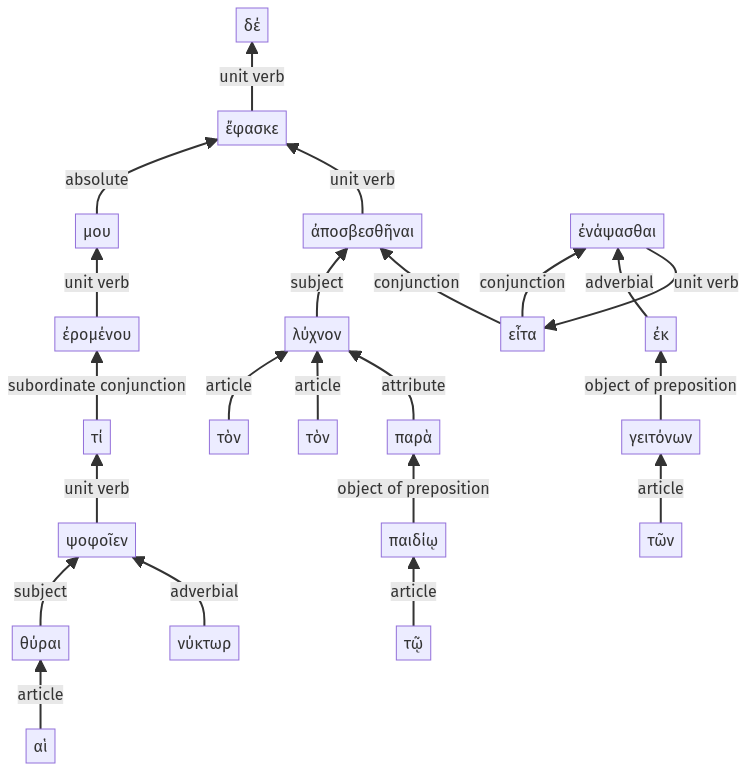 δέ
unit verb
ἔφασκε
absolute
unit verb
μου
ἀποσβεσθῆναι
ἐνάψασθαι
unit verb
subject
conjunction
conjunction
adverbial
unit verb
ἐρομένου
λύχνον
εἶτα
ἐκ
subordinate conjunction
article
article
attribute
object of preposition
τί
τὸν
τὸν
παρὰ
γειτόνων
unit verb
object of preposition
article
ψοφοῖεν
παιδίῳ
τῶν
subject
adverbial
article
θύραι
νύκτωρ
τῷ
article
αἱ